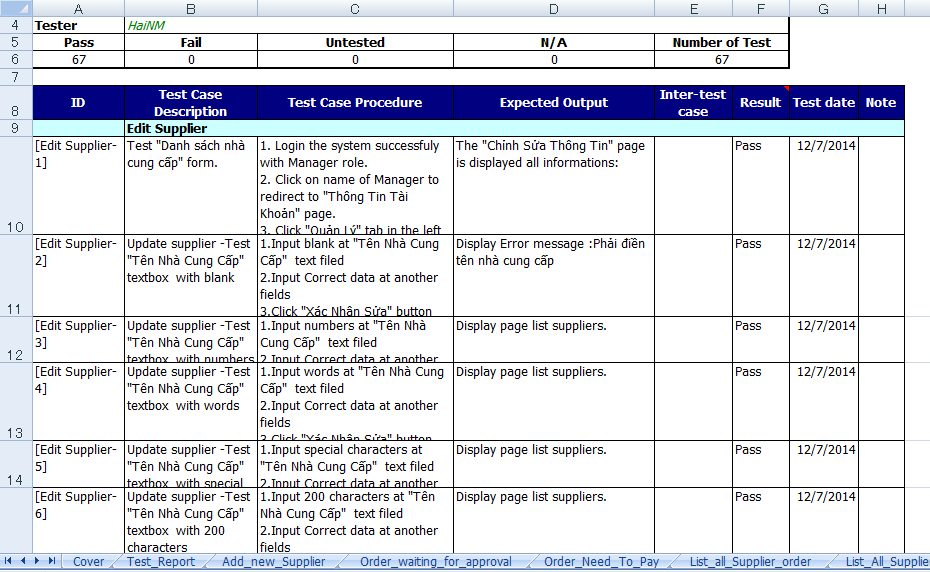 A B C D E F G H
4 Tester HaiNM
5 Pass Fail Untested N/A Number of Test
6 67 0 0 0 67
7
8 ID Test Case Description Test Case Procedure Expected Output Inter-test case Result Test date Note
9 Edit Supplier
[Edit Supplier-1] Test "Danh sách nhà cung cấp" form. 1. Login the system successfuly with Manager role.
2. Click on name of Manager to redirect to "Thông Tin Tài Khoản" page.
3. Click "Quản Lý" tab in the left
The "Chỉnh Sửa Thông Tin" page is displayed all informations: Pass 12/7/2014
10
[Edit Supplier-2] Update supplier -Test "Tên Nhà Cung Cấp" textbox with blank 1.Input blank at "Tên Nhà Cung Cấp" text filed
2.Input Correct data at another fields
3.Click "Xác Nhận Sửa" button
Display Error message :Phải điền tên nhà cung cấp Pass 12/7/2014
11
[Edit Supplier-3] Update supplier -Test "Tên Nhà Cung Cấp" textbox with numbers 1.Input numbers at "Tên Nhà Cung Cấp" text filed
2.Input Correct data at another
Display page list suppliers. Pass 12/7/2014
12
[Edit Supplier-4] Update supplier -Test "Tên Nhà Cung Cấp" textbox with words 1.Input words at "Tên Nhà Cung Cấp" text filed
2.Input Correct data at another fields
3.Click "Xác Nhận Sửa" button
Display page list suppliers. Pass 12/7/2014
13
[Edit Supplier-5] Update supplier -Test "Tên Nhà Cung Cấp" textbox with special 1.Input special characters at "Tên Nhà Cung Cấp" text filed
2.Input Correct data at another
Display page list suppliers. Pass 12/7/2014
14
[Edit Supplier-6] Update supplier -Test "Tên Nhà Cung Cấp" textbox with 200 characters 1.Input 200 characters at "Tên Nhà Cung Cấp" text filed
2.Input Correct data at another fields
Display page list suppliers. Pass 12/7/2014
Cover Test_Report Add_new_Supplier Order_waiting_for_approval Order_Need_To_Pay List_all_Supplier_order List_All_Supplie